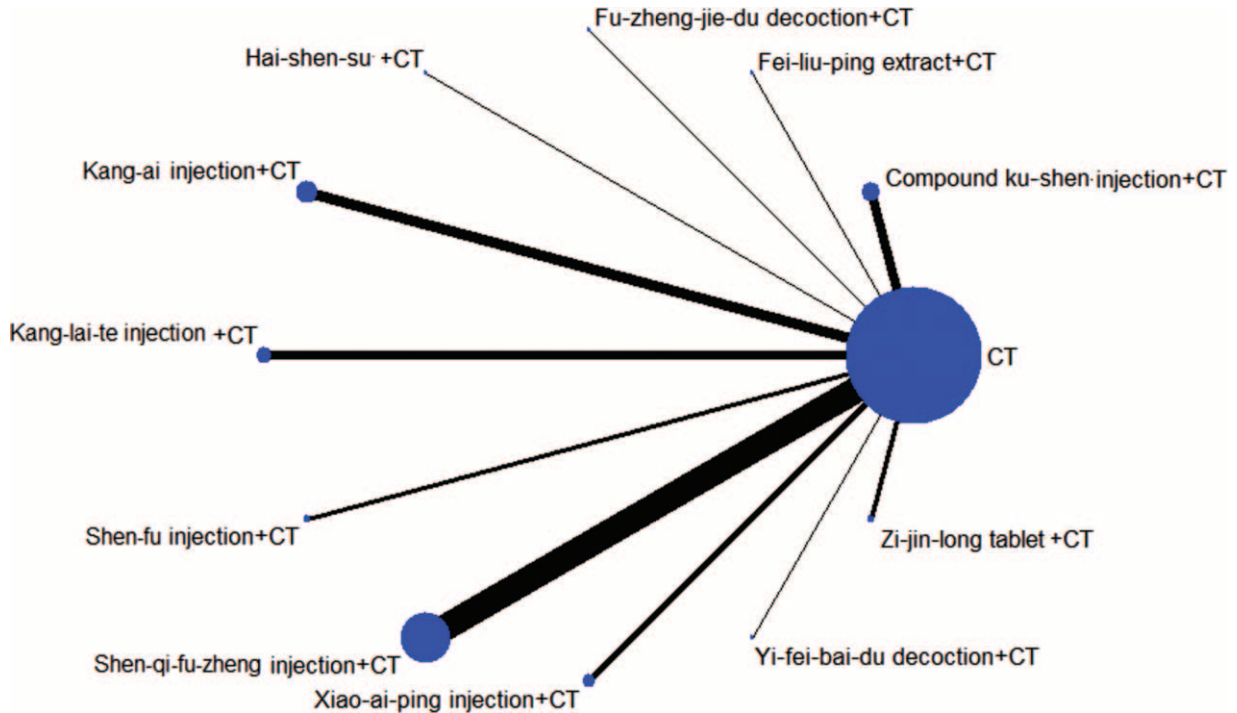 Fu-zheng-jie-du decoction+CT
Hai-shen-su +CT
Fei-liu-ping extract+CT
Kang-ai injection+CT
Compound ku-shen injection+CT
Kang-lai-te injection +CT
CT
Shen-fu injection+CT
Zi-jin-long tablet +CT
Shen-qi-fu-zheng injection+CT
Yi-fei-bai-du decoction+CT
Xiao-ai-ping injection+CT